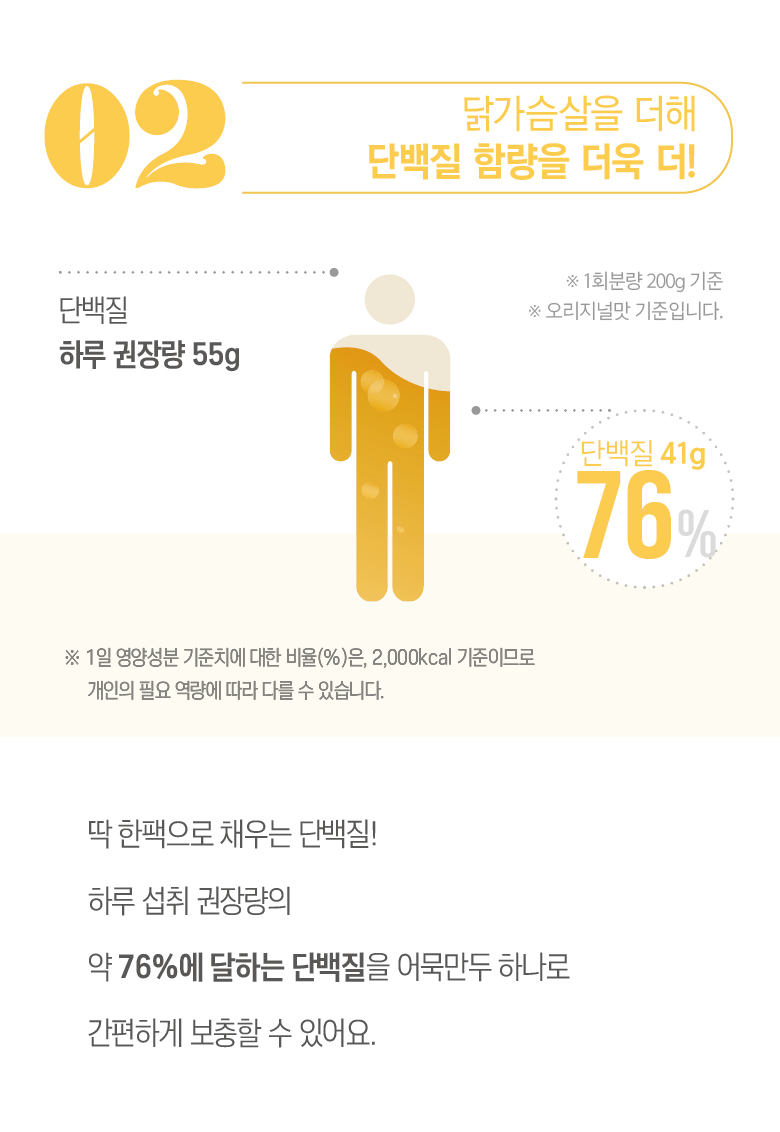 02
닭가슴살을 더해
단백질 함량을 더욱 더!
※ 1회분량 200g 기준
※ 오리지널맛 기준입니다.
단백질
하루 권장량 55g
단백질 41g
76%
※ 1일 영양성분 기준치에 대한 비율(%)은, 2,000kcal 기준이므로
개인의 필요 역량에 따라 다를 수 있습니다.
딱 한팩으로 채우는 단백질!
하루 섭취 권장량의
약 76%에 달하는 단백질을 어묵만두 하나로
간편하게 보충할 수 있어요.